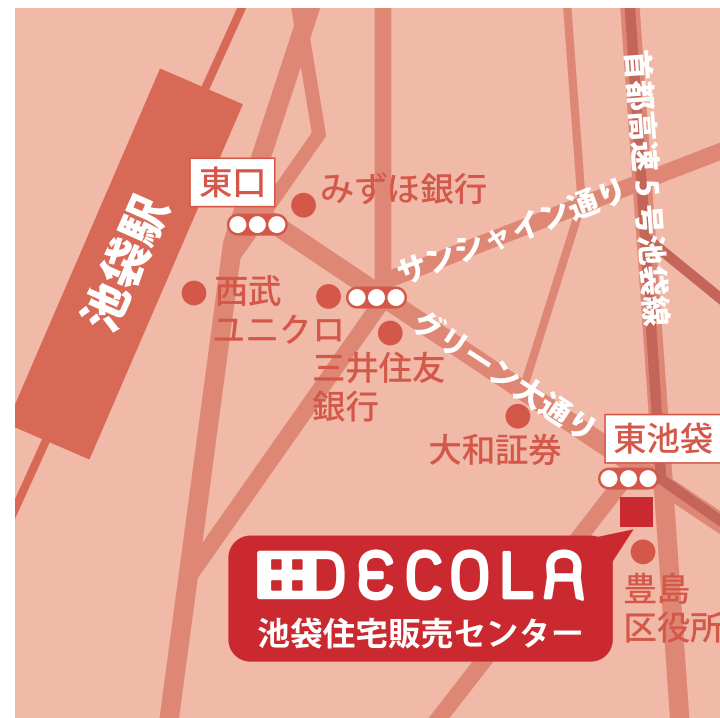 首都高速5号池袋線
東口
みずほ銀行
池袋駅
サンシャイン通り
西武
ユニクロ
グリーン大通り
三井住友
銀行
大和証券
東池袋
DECOLA
池袋住宅販売センター
豊島
区役所